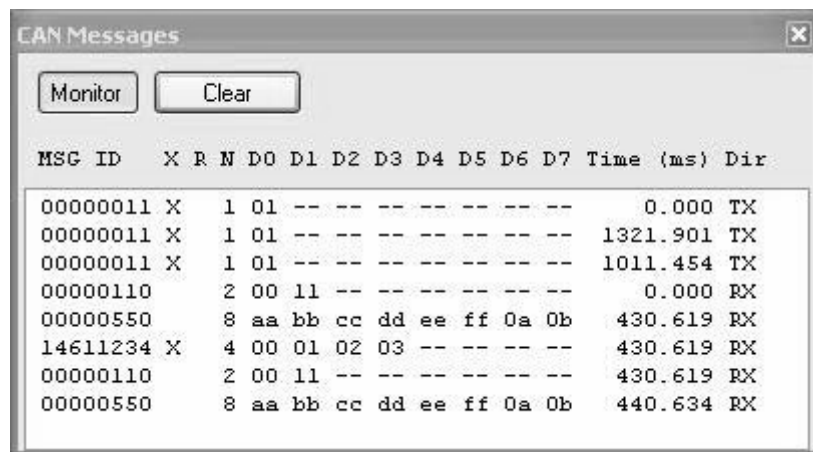 CAN Messages
Monitor Clear
MSG ID X R N D0 D1 D2 D3 D4 D5 D6 D7 Time (ms) Dir
00000011 X 1 01 -- -- -- -- -- -- -- 0.000 TX
00000011 X 1 01 -- -- -- -- -- -- -- 1321.901 TX
00000011 X 1 01 -- -- -- -- -- -- -- 1011.454 TX
00000110 2 00 11 -- -- -- -- -- -- 0.000 RX
00000550 8 aa bb cc dd ee ff 0a 0b 430.619 RX
14611234 X 4 00 01 02 03 -- -- -- -- 430.619 RX
00000110 2 00 11 -- -- -- -- -- -- 430.619 RX
00000550 8 aa bb cc dd ee ff 0a 0b 440.634 RX